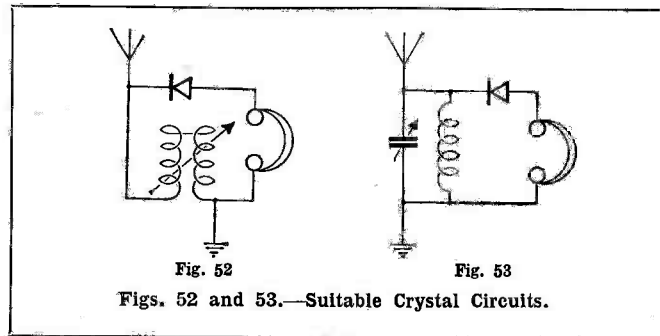 Fig. 52
Fig. 53
Figs. 52 and 53.—Suitable Crystal Circuits.